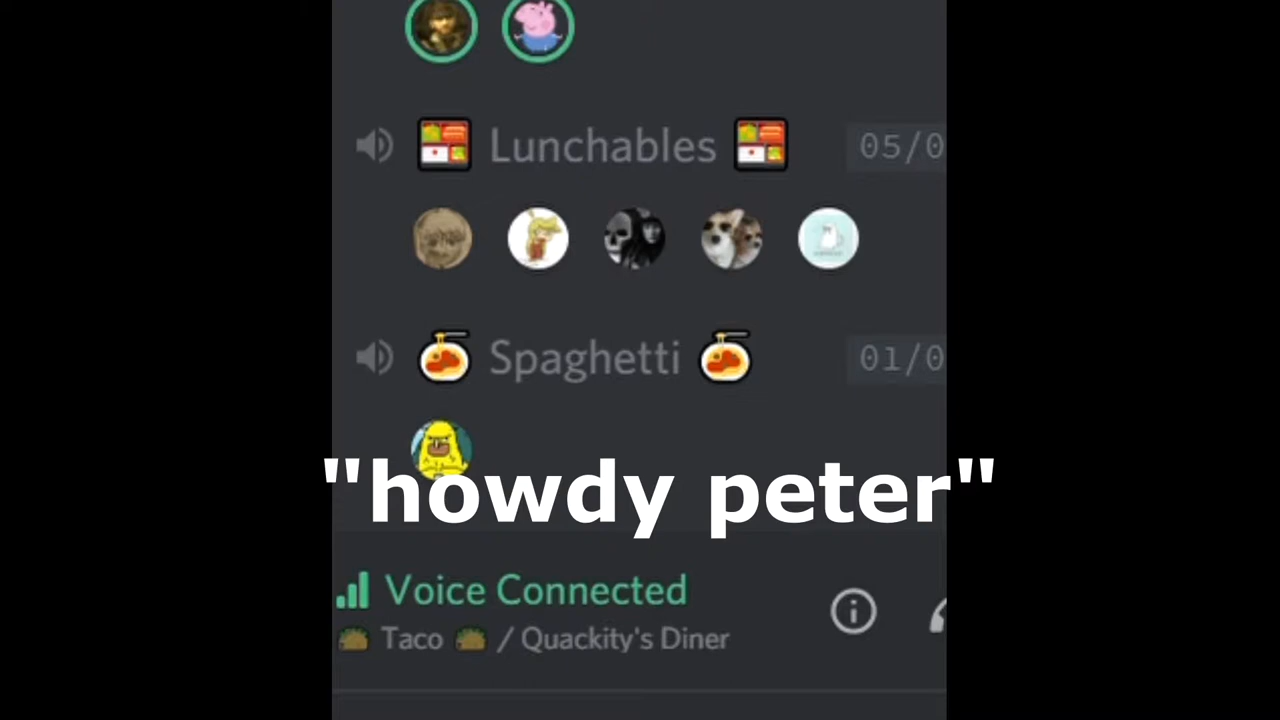 Lunchables 05/0
Spaghetti 01/0
"howdy peter"
Voice Connected
Taco / Quackity's Diner